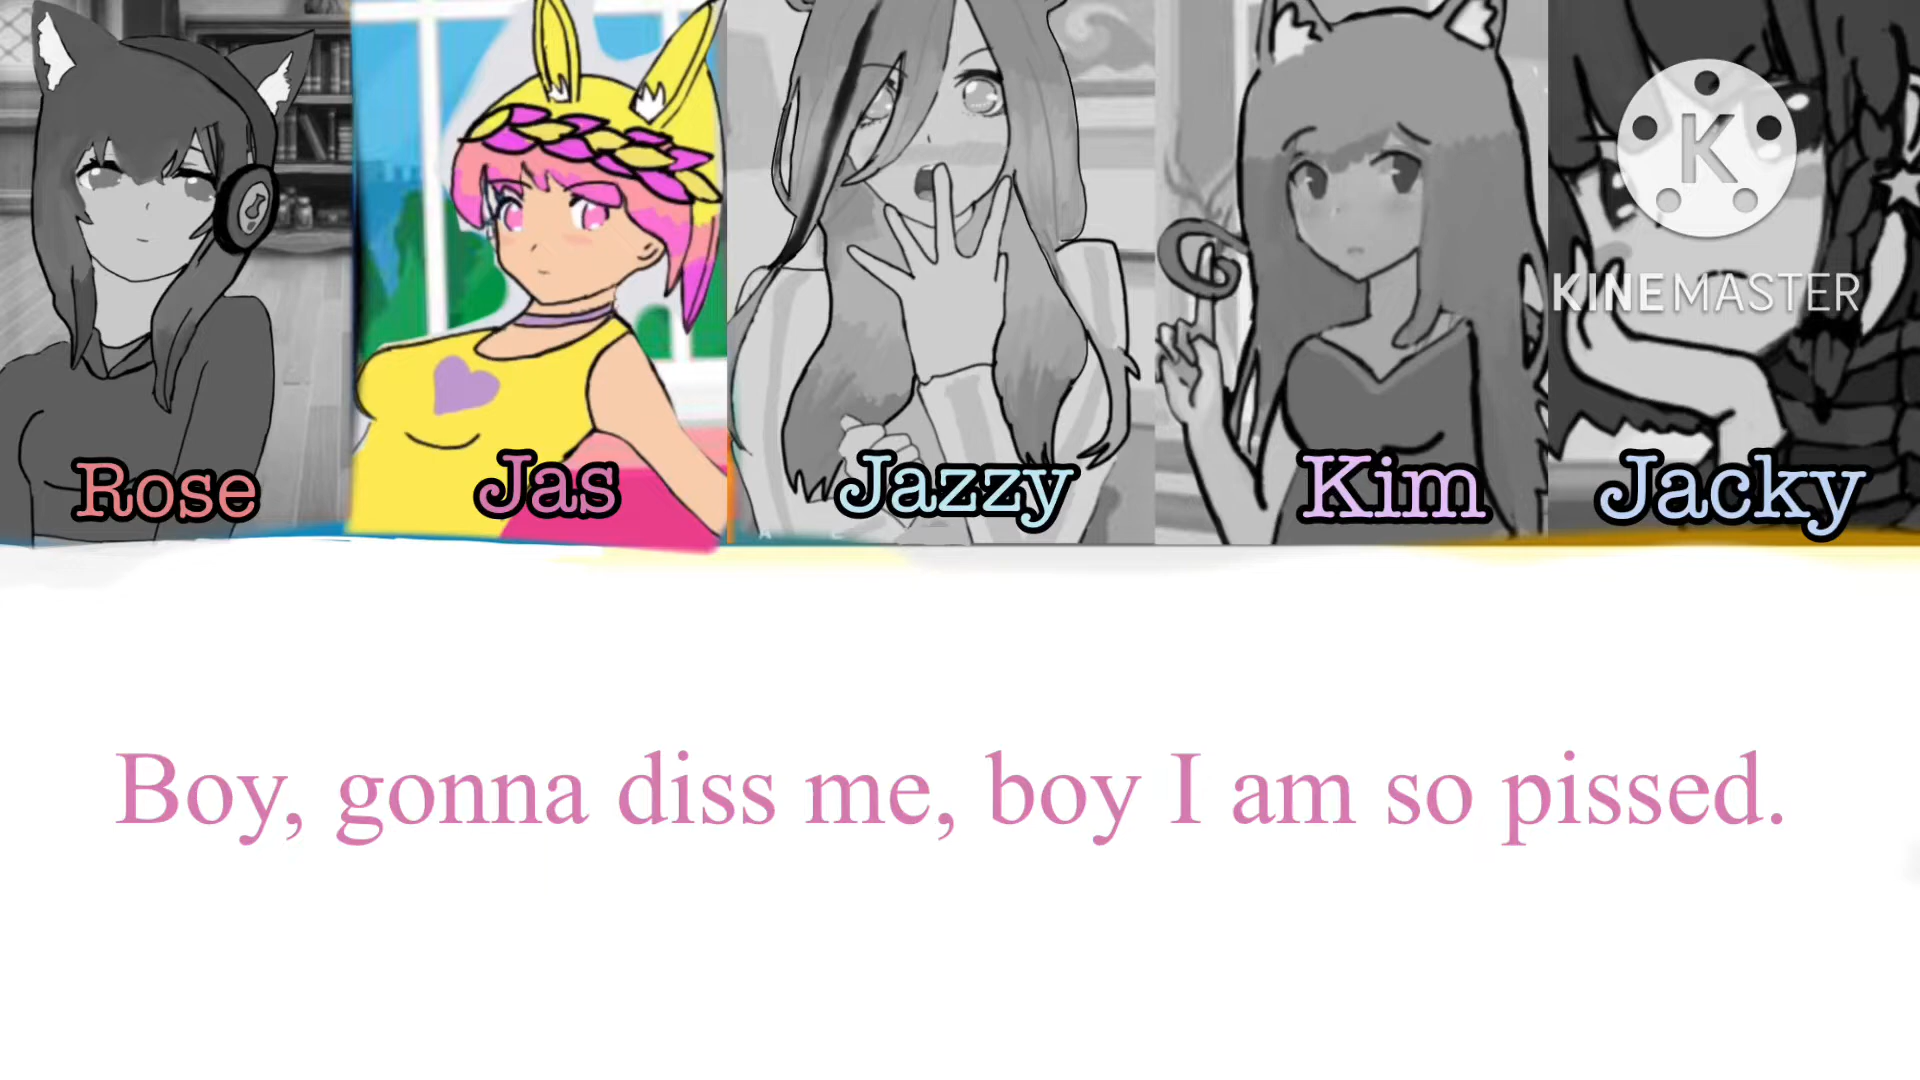 K
KINEMASTER
Rose
Jas
Jazzy
Kim
Jacky
Boy, gonna diss me, boy I am so pissed.